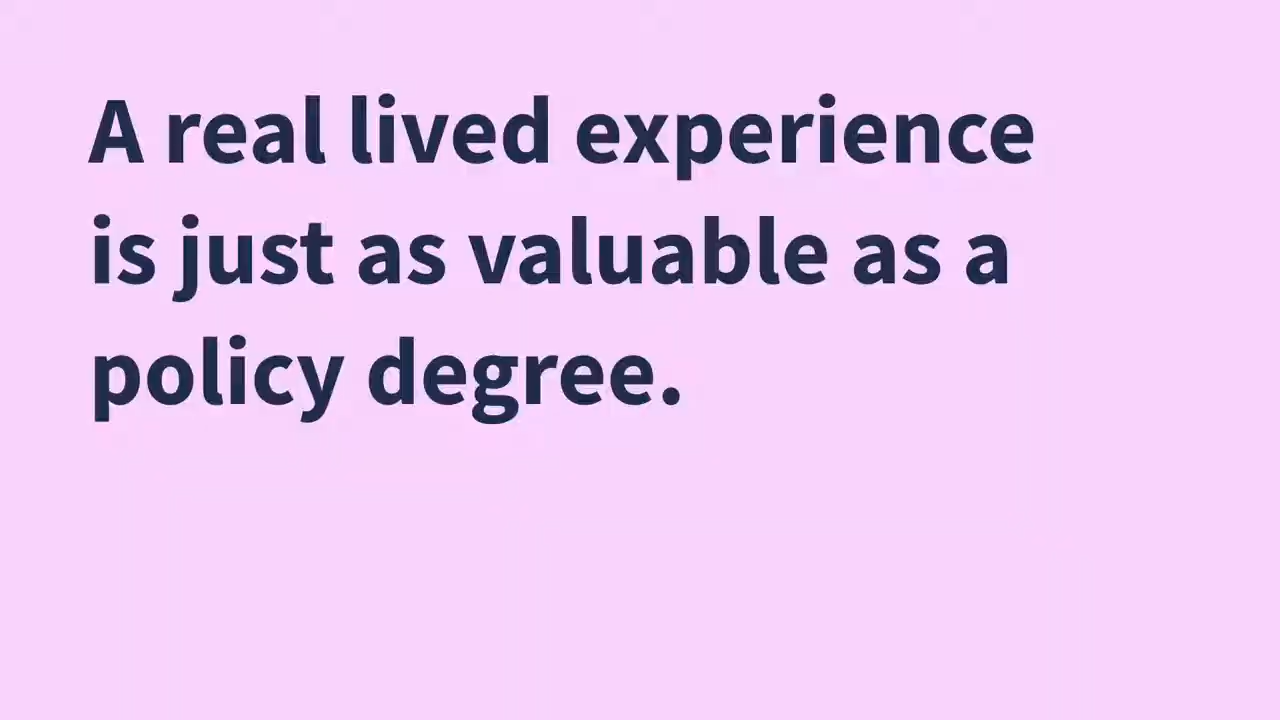 A real lived experience
is just as valuable as a
policy degree.